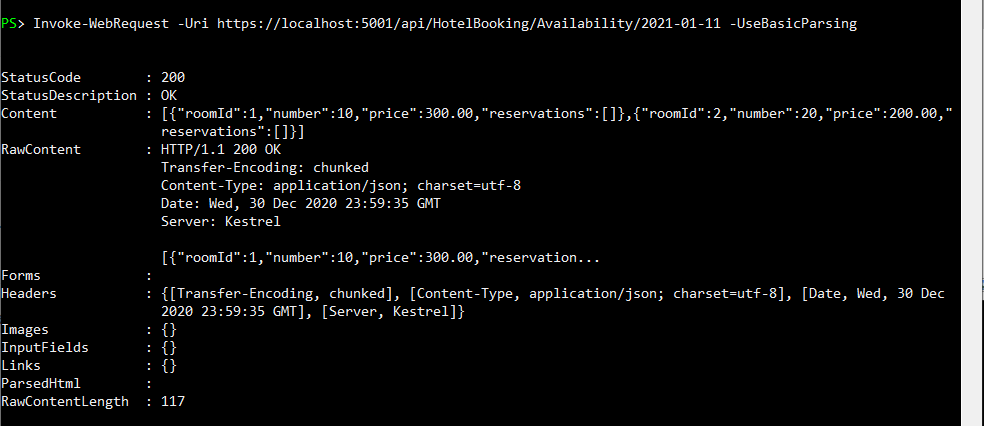 PS> Invoke-WebRequest -Uri https://localhost:5001/api/HotelBooking/Availability/2021-01-11 -UseBasicParsing
StatusCode        : 200
StatusDescription : OK
Content           : [{"roomId":1,"number":10,"price":300.00,"reservations":[]},{"roomId":2,"number":20,"price":200.00,"
                    reservations":[]}]
RawContent        : HTTP/1.1 200 OK
                    Transfer-Encoding: chunked
                    Content-Type: application/json; charset=utf-8
                    Date: Wed, 30 Dec 2020 23:59:35 GMT
                    Server: Kestrel
                    [{"roomId":1,"number":10,"price":300.00,"reservation...
Forms             :
Headers           : {[Transfer-Encoding, chunked], [Content-Type, application/json; charset=utf-8], [Date, Wed, 30 Dec
                    2020 23:59:35 GMT], [Server, Kestrel]}
Images            : {}
InputFields       : {}
Links             : {}
ParsedHtml        :
RawContentLength  : 117